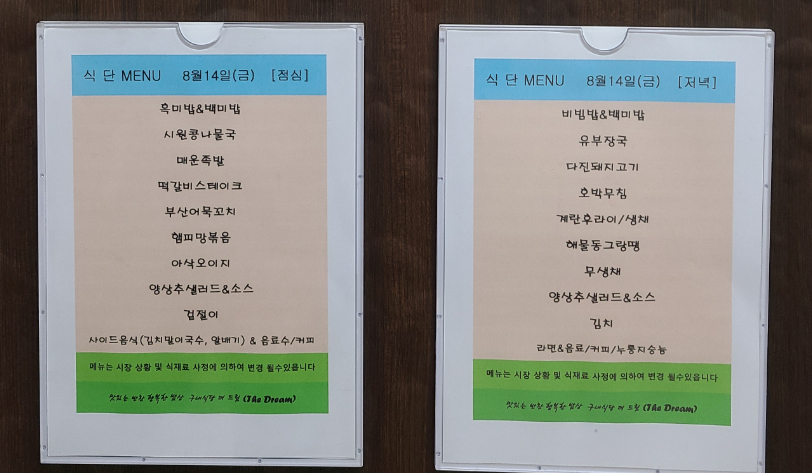 식 단 MENU 8월14일(금) [점심]
흑미밥&백미밥
시원콩나물국
매운족발
떡갈비스테이크
부산어묵꼬치
햄피망볶음
아삭오이지
양상추샐러드&소스
겉절이
사이드음식(김치말이국수, 알배기) & 음료수/커피
메뉴는 시장 상황 및 식재료 사정에 의하여 변경 될수있읍니다
맛있는 만찬 행복한 밥상 구내식당 더 드림 (The Dream)
식 단 MENU 8월14일(금) [저녁]
비빔밥&백미밥
유부장국
다진돼지고기
호박무침
계란후라이/생채
해물동그랑땡
무생채
양상추샐러드&소스
김치
라면&음료/커피/누룽지숭늉
메뉴는 시장 상황 및 식재료 사정에 의하여 변경 될수있읍니다
맛있는 만찬 행복한 밥상 구내식당 더 드림 (The Dream)